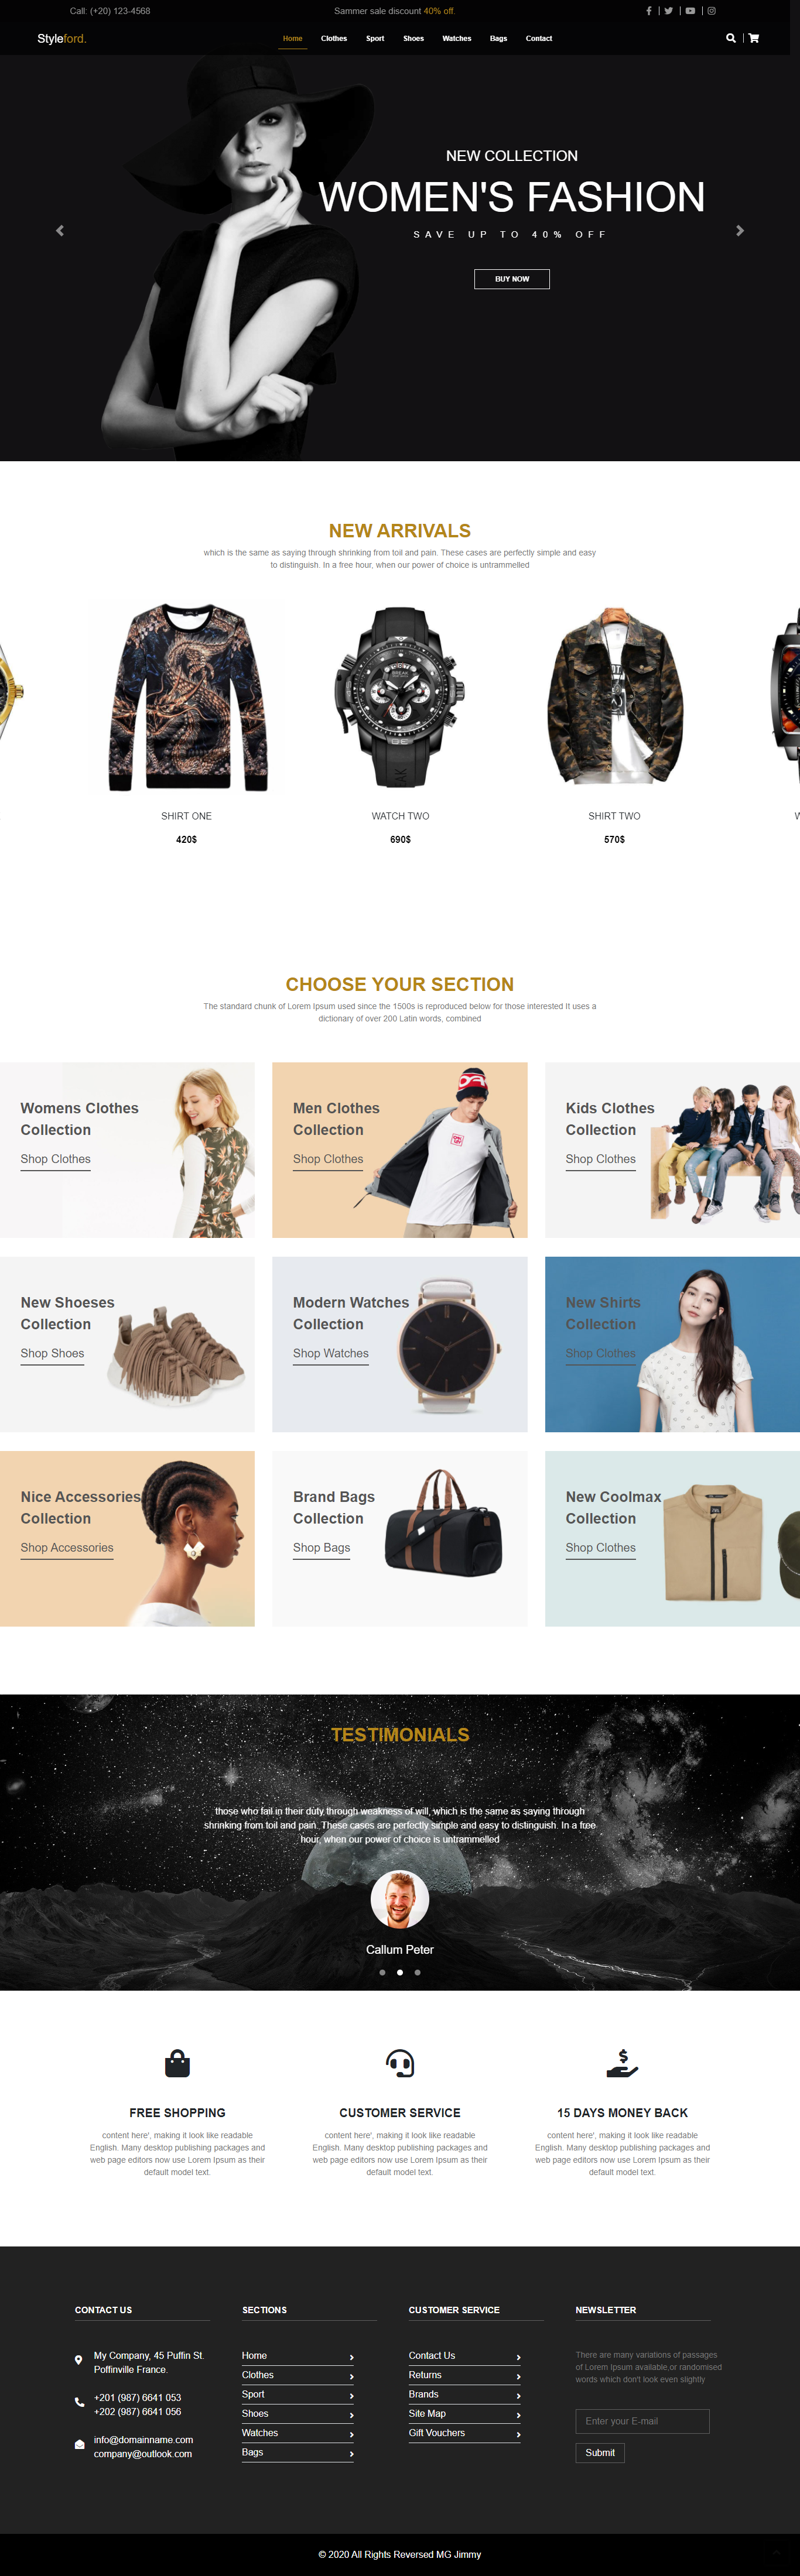 Call: (+20) 123-4568
Sammer sale discount 40% off.
Styleford.
Home Clothes Sport Shoes Watches Bags Contact
NEW COLLECTION
WOMEN'S FASHION
SAVE UP TO 40% OFF
BUY NOW
NEW ARRIVALS
which is the same as saying through shrinking from toil and pain. These cases are perfectly simple and easy
to distinguish. In a free hour, when our power of choice is untrammelled
BREAK
SHIRT ONE
420$
WATCH TWO
690$
SHIRT TWO
570$
W
CHOOSE YOUR SECTION
The standard chunk of Lorem Ipsum used since the 1500s is reproduced below for those interested It uses a
dictionary of over 200 Latin words, combined
Womens Clothes
Collection
Shop Clothes
Men Clothes
Collection
Shop Clothes
Kids Clothes
Collection
Shop Clothes
New Shoeses
Collection
Shop Shoes
Modern Watches
Collection
Shop Watches
New Shirts
Collection
Shop Clothes
Nice Accessories
Collection
Shop Accessories
Brand Bags
Collection
Shop Bags
New Coolmax
Collection
Shop Clothes
TESTIMONIALS
those who fail in their duty through weakness of will, which is the same as saying through
shrinking from toil and pain. These cases are perfectly simple and easy to distinguish. In a free
hour, when our power of choice is untrammelled
Callum Peter
FREE SHOPPING
content here', making it look like readable
English. Many desktop publishing packages and
web page editors now use Lorem Ipsum as their
default model text.
CUSTOMER SERVICE
content here', making it look like readable
English. Many desktop publishing packages and
web page editors now use Lorem Ipsum as their
default model text.
15 DAYS MONEY BACK
content here', making it look like readable
English. Many desktop publishing packages and
web page editors now use Lorem Ipsum as their
default model text.
CONTACT US
My Company, 45 Puffin St.
Poffinville France.
+201 (987) 6641 053
+202 (987) 6641 056
info@domainname.com
company@outlook.com
SECTIONS
Home
Clothes
Sport
Shoes
Watches
Bags
CUSTOMER SERVICE
Contact Us
Returns
Brands
Site Map
Gift Vouchers
NEWSLETTER
There are many variations of passages
of Lorem Ipsum available,or randomised
words which don't look even slightly
Enter your E-mail
Submit
© 2020 All Rights Reversed MG Jimmy